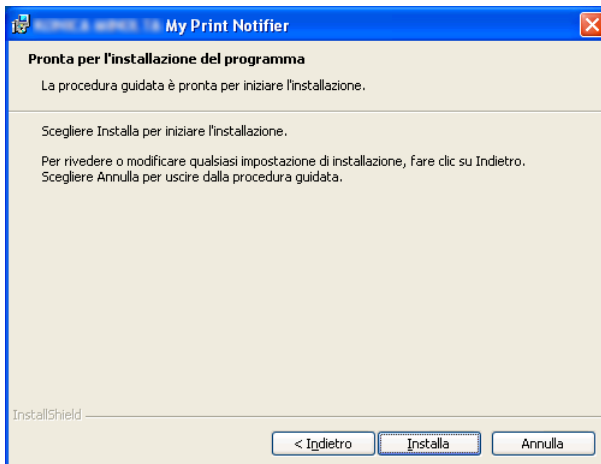 My Print Notifier
Pronta per l'installazione del programma
La procedura guidata è pronta per iniziare l'installazione.
Scegliere Installa per iniziare l'installazione.
Per rivedere o modificare qualsiasi impostazione di installazione, fare clic su Indietro.
Scegliere Annulla per uscire dalla procedura guidata.
InstallShield
< Indietro
Installa
Annulla